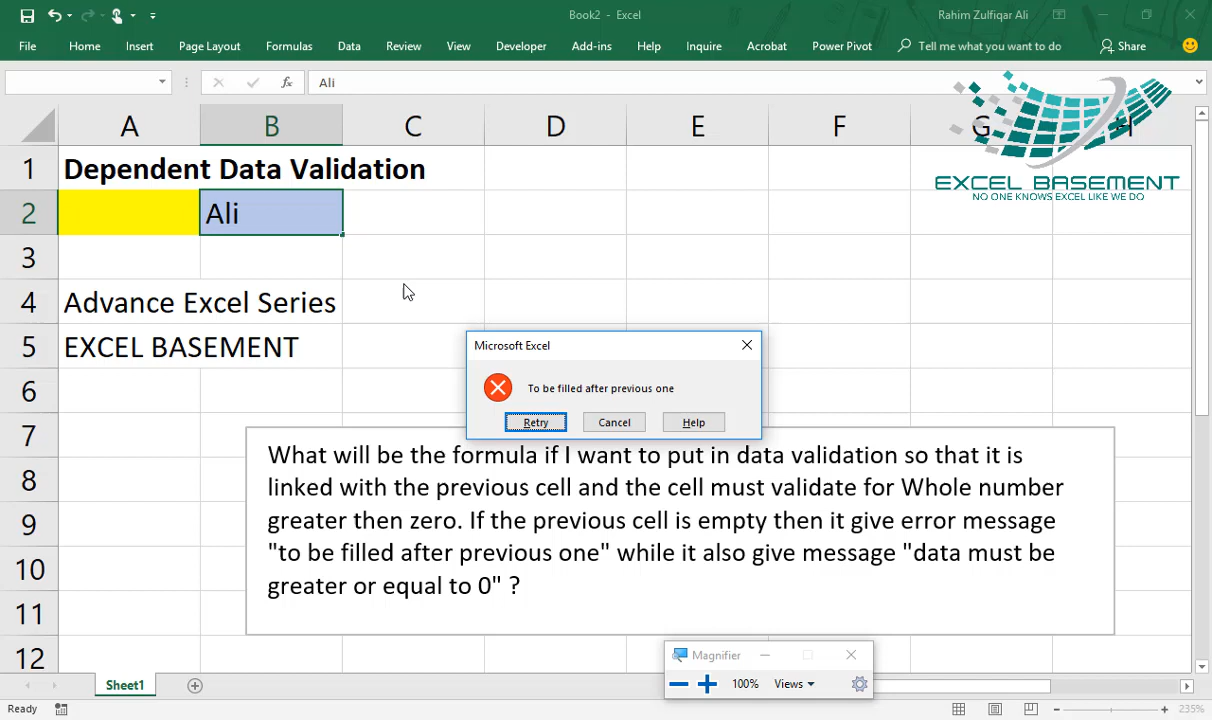 Book2 - Excel
Rahim Zulfiqar Ali
File Home Insert Page Layout Formulas Data Review View Developer Add-ins Help Inquire Acrobat Power Pivot Tell me what you want to do Share
fx Ali
A B C D E F G H
1 Dependent Data Validation
EXCEL BASEMENT
NO ONE KNOWS EXCEL LIKE WE DO
2 Ali
3
4 Advance Excel Series
5 EXCEL BASEMENT
Microsoft Excel
6
To be filled after previous one
Retry Cancel Help
7
What will be the formula if I want to put in data validation so that it is
8
linked with the previous cell and the cell must validate for Whole number
9
greater then zero. If the previous cell is empty then it give error message
10
"to be filled after previous one" while it also give message "data must be
greater or equal to 0" ?
11
12
Magnifier
100% Views
Sheet1
Ready
235%